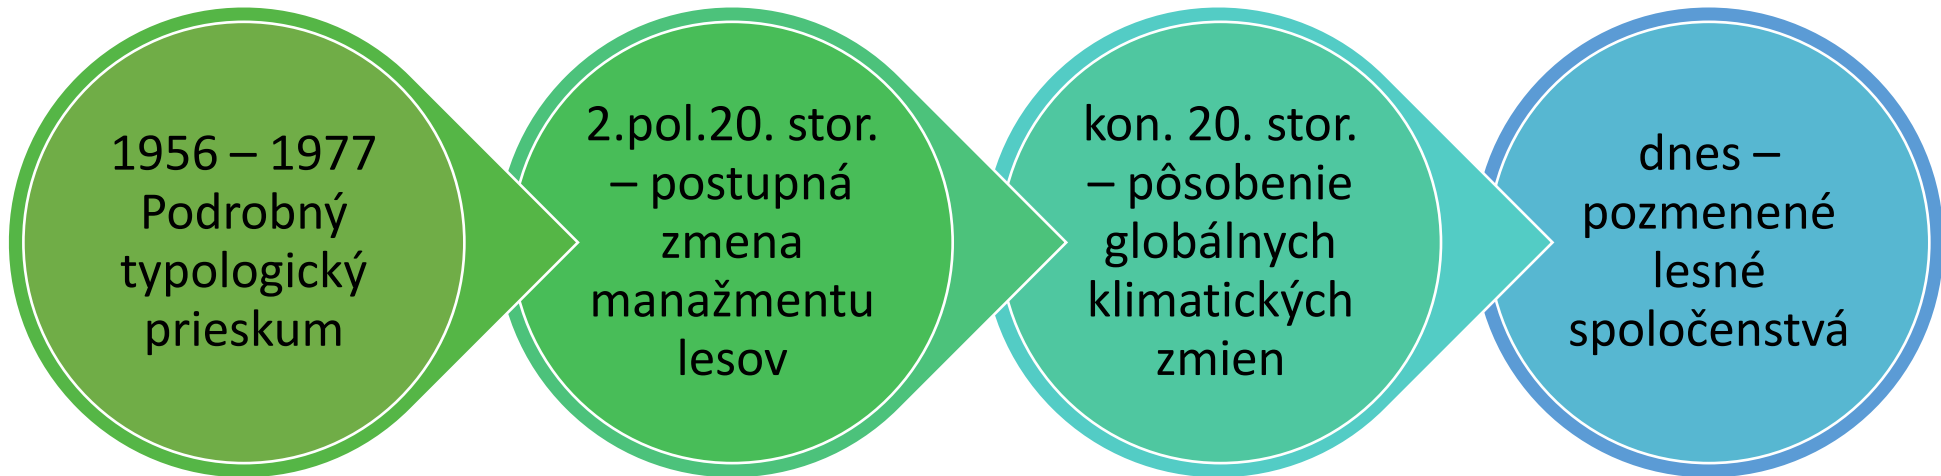 1956 – 1977
Podrobný
typologický
prieskum
2.pol.20. stor.
– postupná
zmena
manažmentu
lesov
kon. 20. stor.
– pôsobenie
globálnych
klimatických
zmien
dnes –
pozmenené
lesné
spoločenstvá